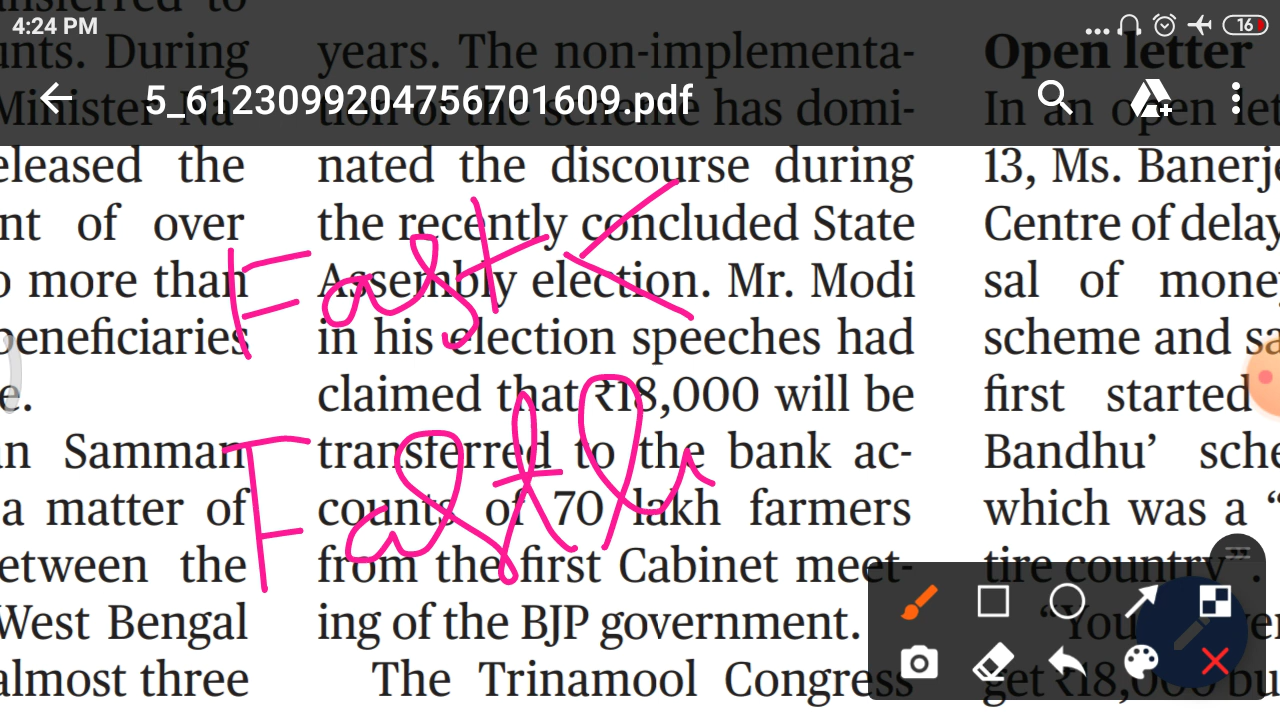 4:24 PM
16
5_6123099204756701609.pdf
unts. During
Minister Na-
eleased the
nt of over
o more than
beneficiaries
e.
an Samman
a matter of
etween the
West Bengal
almost three
years. The non-implementa-
tion of the scheme has domi-
nated the discourse during
the recently concluded State
Assembly election. Mr. Modi
in his election speeches had
claimed that ₹18,000 will be
transferred to the bank ac-
counts of 70 lakh farmers
from the first Cabinet meet-
ing of the BJP government.
The Trinamool Congress
Open letter
In an open let
13, Ms. Banerje
Centre of delay
sal of money
scheme and sa
first started
Bandhu’ sche
which was a “
tire country”.
“You
get ₹18,000 bu
Fast <